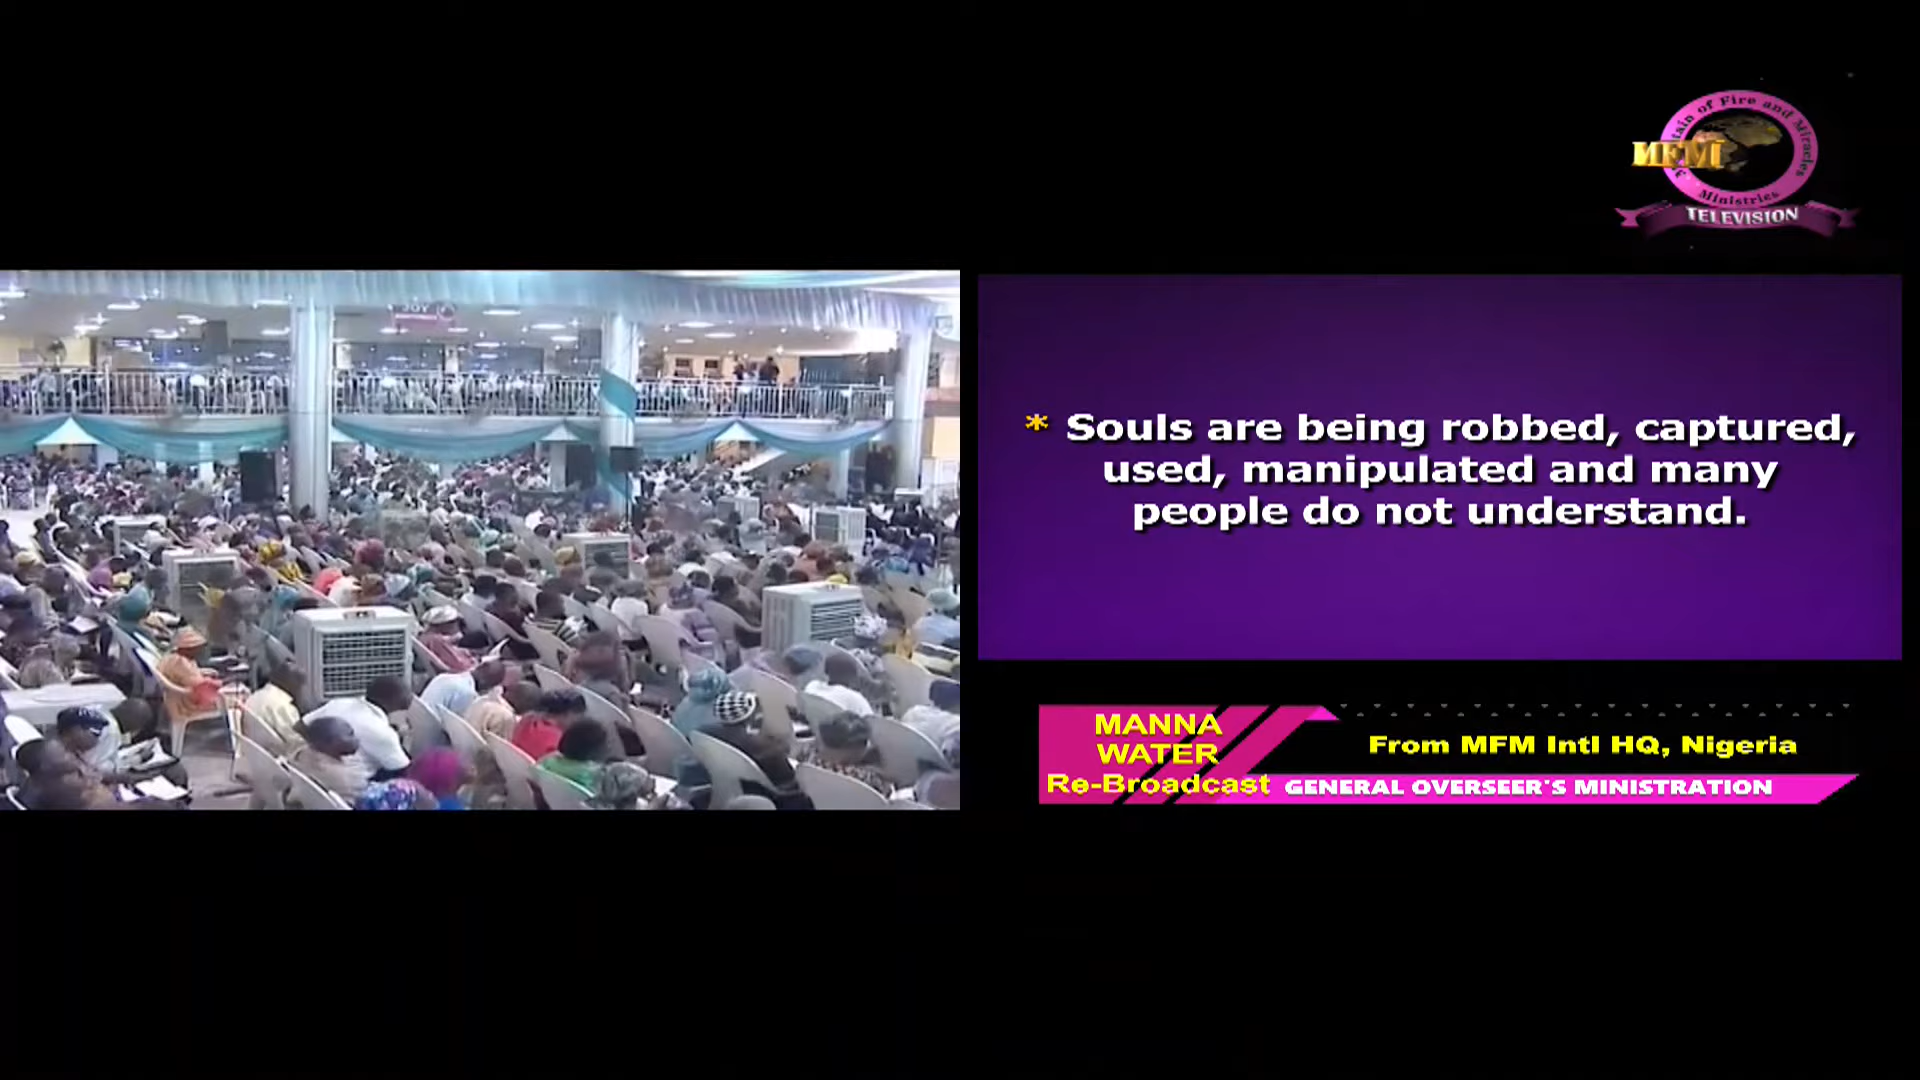 Mountain of Fire and Miracles
Ministries
MFM
TELEVISION
JOY
* Souls are being robbed, captured,
used, manipulated and many
people do not understand.
MANNA
WATER
Re-Broadcast
From MFM Intl HQ, Nigeria
GENERAL OVERSEER'S MINISTRATION